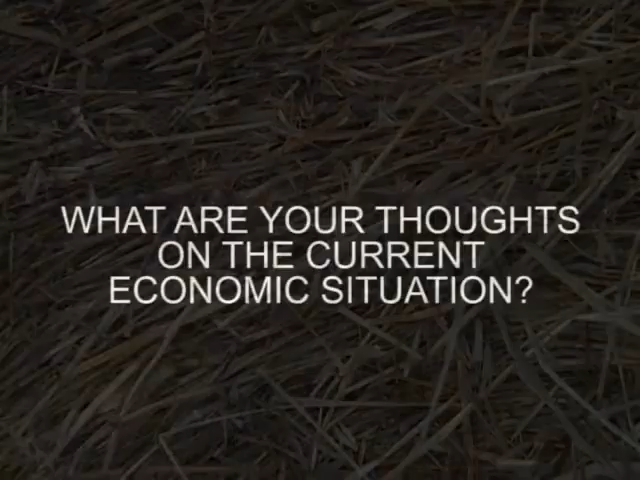 WHAT ARE YOUR THOUGHTS
ON THE CURRENT
ECONOMIC SITUATION?